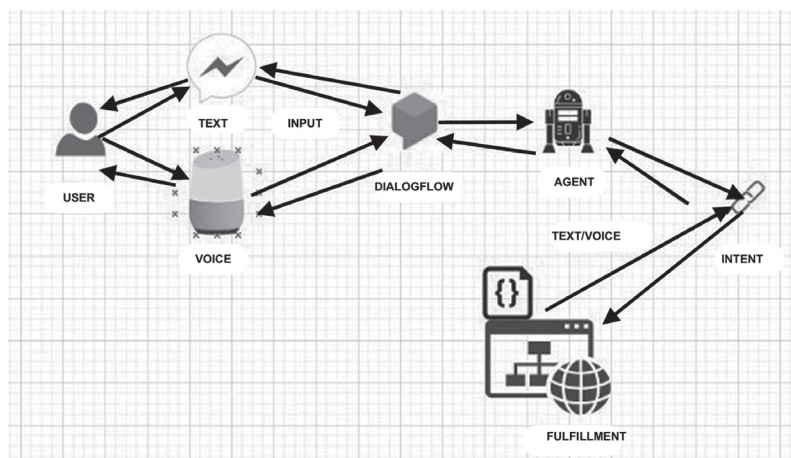 TEXT
INPUT
USER
DIALOGFLOW
AGENT
VOICE
TEXT/VOICE
INTENT
{}
FULFILLMENT